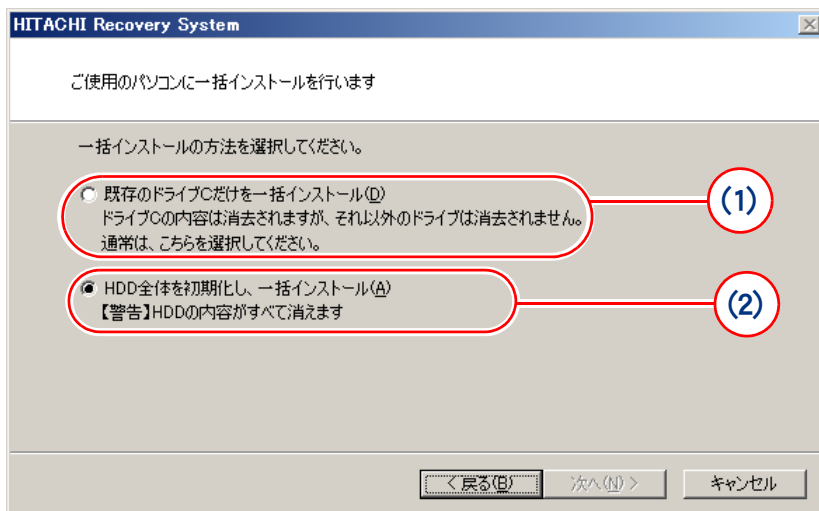 HITACHI Recovery System
ご使用のパソコンに一括インストールを行います
一括インストールの方法を選択してください。
既存のドライブCだけを一括インストール(D)
ドライブCの内容は消去されますが、それ以外のドライブは消去されません。
通常は、こちらを選択してください。
(1)
HDD全体を初期化し、一括インストール(A)
【警告】HDDの内容がすべて消えます
(2)
< 戻る(B)
次へ(N) >
キャンセル